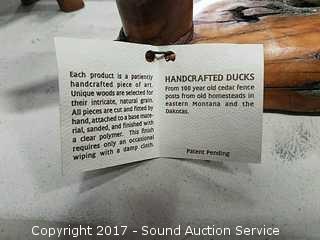 Each product is a patiently
handcrafted piece of art.
Unique woods are selected for
their intricate, natural grain.
All pieces are cut and fitted by
hand, attached to a base mate-
rial, sanded, and finished with
a clear polymer. This finish
requires only an occasional
wiping with a damp cloth.
HANDCRAFTED DUCKS
From 100 year old cedar fence
posts from old homesteads in
eastern Montana and the
Dakotas.
Patent Pending
Copyright 2017 - Sound Auction Service